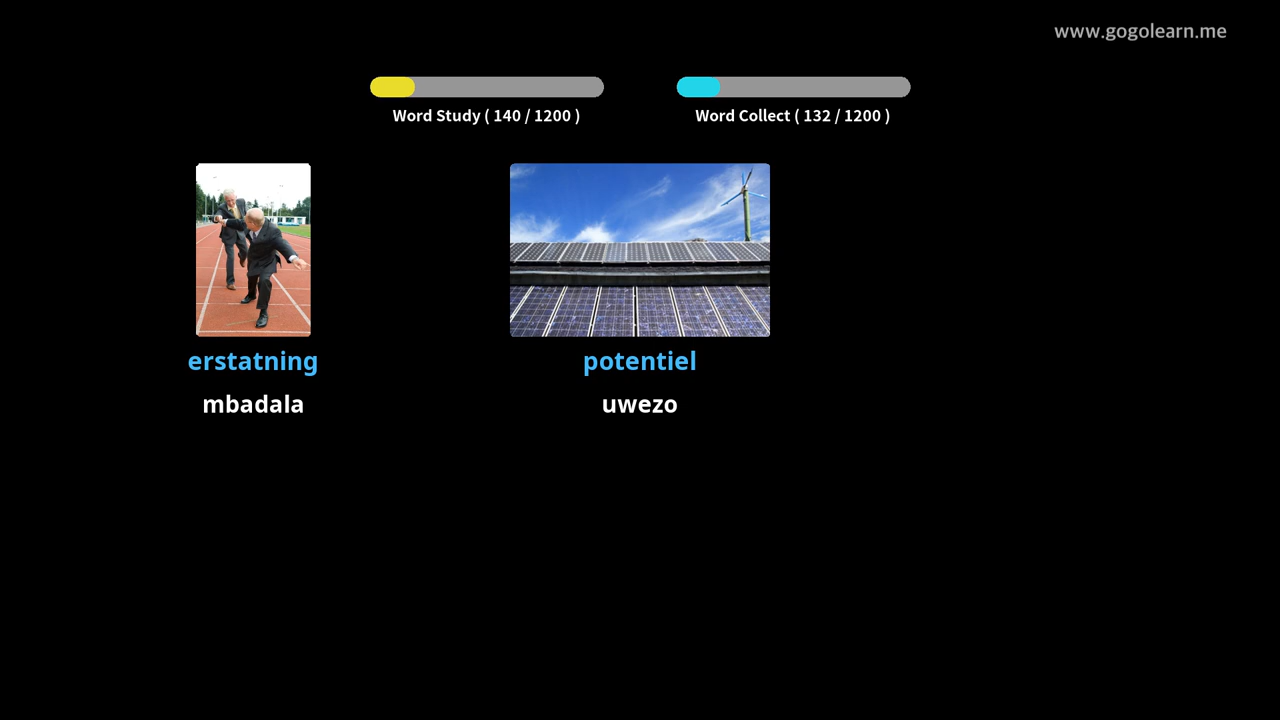 www.gogolearn.me
Word Study ( 140 / 1200 )
Word Collect ( 132 / 1200 )
erstatning
potentiel
mbadala
uwezo